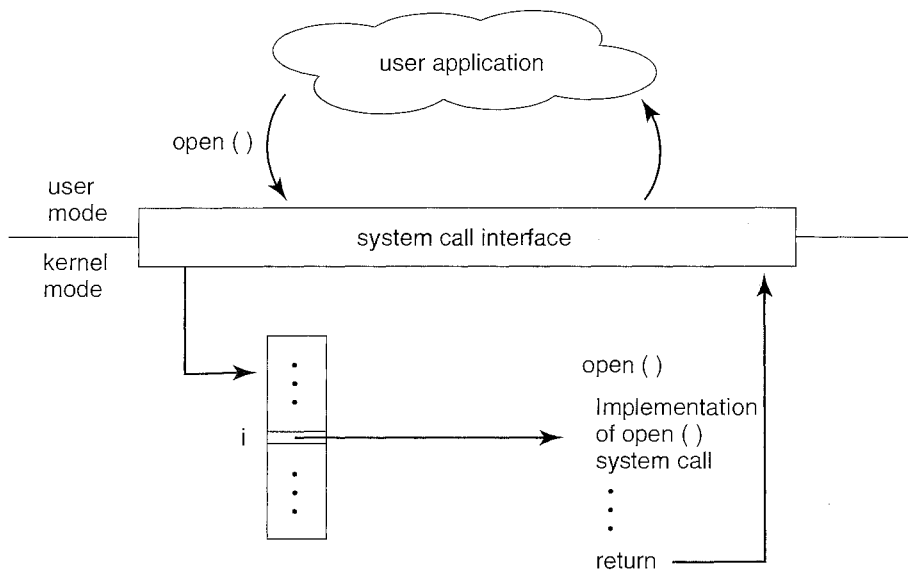 user application
open ( )
user
mode
system call interface
kernel
mode
open ( )
i
Implementation
of open ( )
system call
return